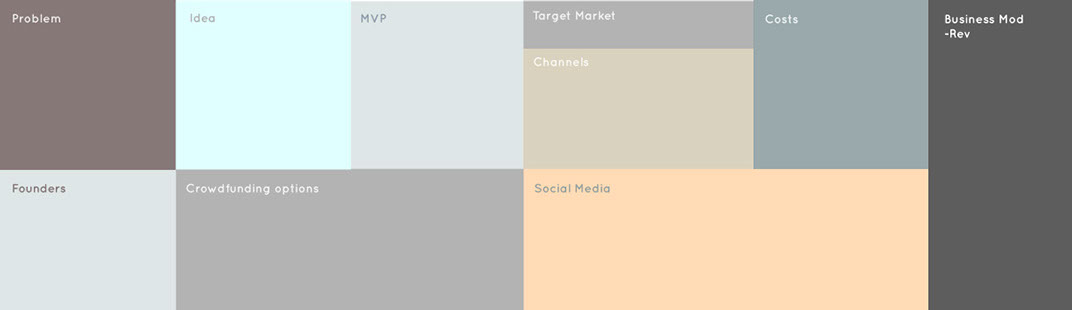 Problem
Idea
MVP
Target Market
Channels
Costs
Business Mod
-Rev
Founders
Crowdfunding options
Social Media